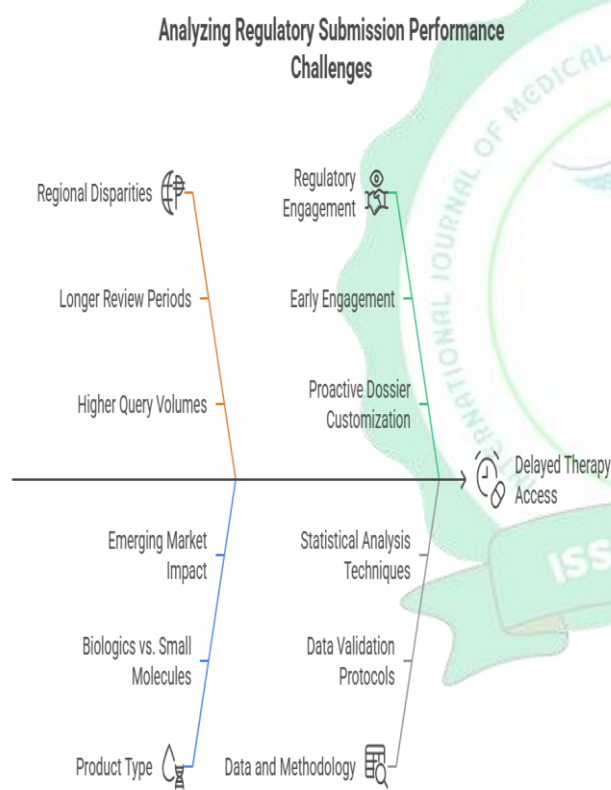 Analyzing Regulatory Submission Performance
Challenges
Regional Disparities
Longer Review Periods
Higher Query Volumes
Regulatory
Engagement
Early Engagement
Proactive Dossier
Customization
Delayed Therapy
Access
Emerging Market
Impact
Biologics vs. Small
Molecules
Product Type
Statistical Analysis
Techniques
Data Validation
Protocols
Data and Methodology
INTERNATIONAL JOURNAL OF MEDICAL
ISS